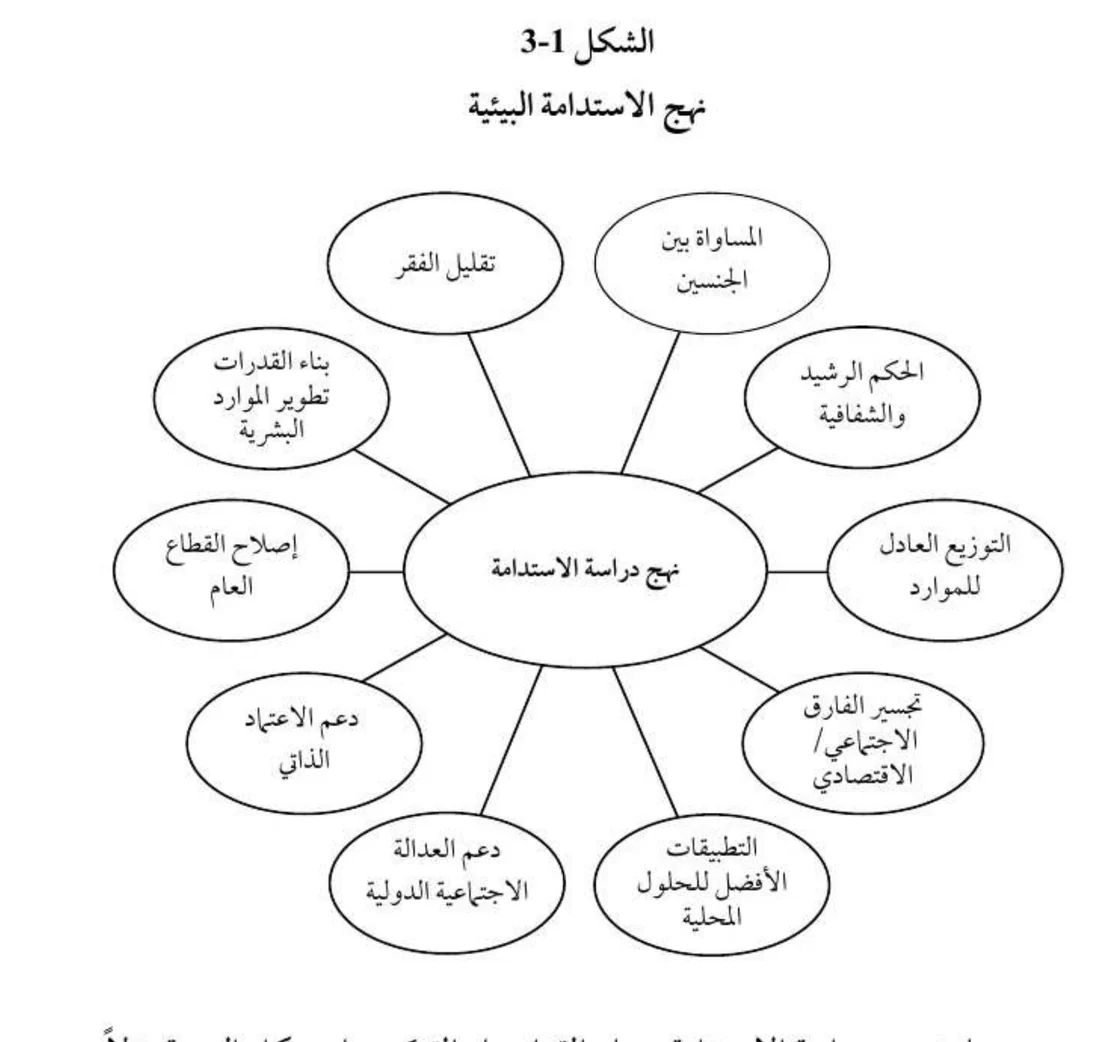 الشكل 1-3
نهج الاستدامة البيئية
المساواة بين
الجنسين
تقليل الفقر
الحكم الرشيد
والشفافية
بناء القدرات
تطوير الموارد
البشرية
التوزيع العادل
للموارد
نهج دراسة الاستدامة
إصلاح القطاع
العام
تجسير الفارق
الاجتماعي/
الاقتصادي
دعم الاعتماد
الذاتي
التطبيقات
الأفضل للحلول
المحلية
دعم العدالة
الاجتماعية الدولية